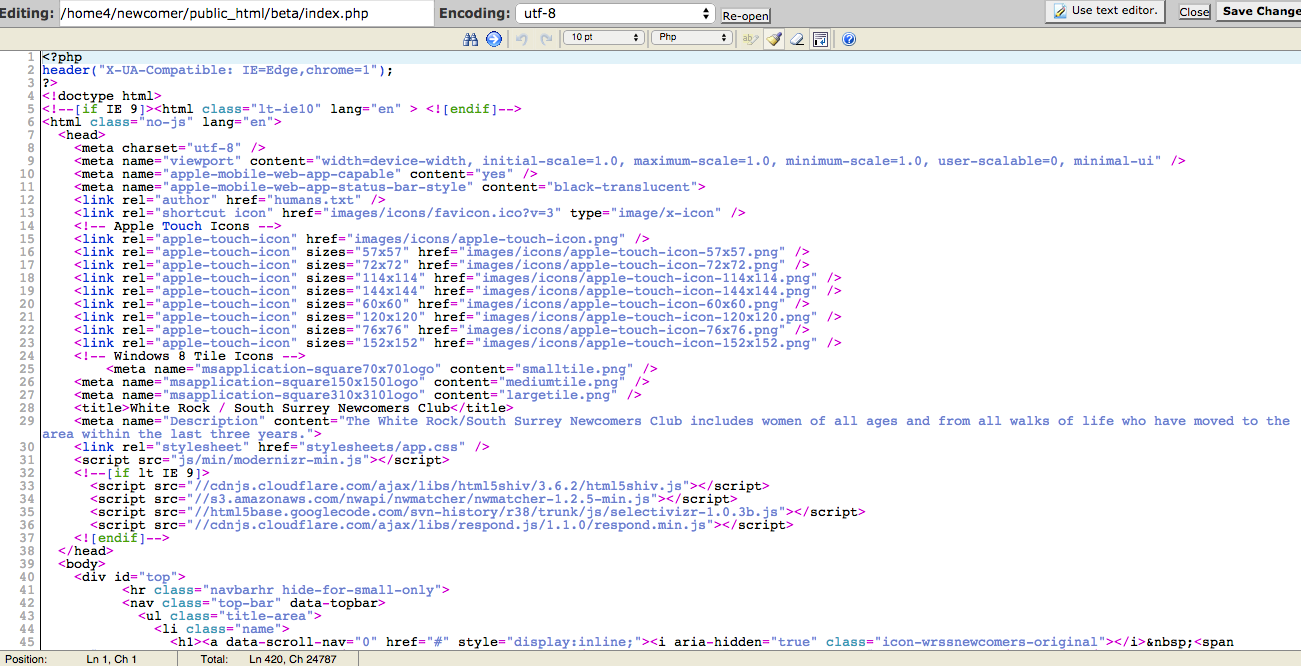 Editing: /home4/newcomer/public_html/beta/index.php Encoding: utf-8 Re-open Use text editor. Close Save Change
10 pt Php
1 <?php
2 header("X-UA-Compatible: IE=Edge,chrome=1");
3 ?>
4 <!doctype html>
5 <!--[if IE 9]><html class="lt-ie10" lang="en" > <![endif]-->
6 <html class="no-js" lang="en">
7 <head>
8 <meta charset="utf-8" />
9 <meta name="viewport" content="width=device-width, initial-scale=1.0, maximum-scale=1.0, minimum-scale=1.0, user-scalable=0, minimal-ui" />
10 <meta name="apple-mobile-web-app-capable" content="yes" />
11 <meta name="apple-mobile-web-app-status-bar-style" content="black-translucent">
12 <link rel="author" href="humans.txt" />
13 <link rel="shortcut icon" href="images/icons/favicon.ico?v=3" type="image/x-icon" />
14 <!-- Apple Touch Icons -->
15 <link rel="apple-touch-icon" href="images/icons/apple-touch-icon.png" />
16 <link rel="apple-touch-icon" sizes="57x57" href="images/icons/apple-touch-icon-57x57.png" />
17 <link rel="apple-touch-icon" sizes="72x72" href="images/icons/apple-touch-icon-72x72.png" />
18 <link rel="apple-touch-icon" sizes="114x114" href="images/icons/apple-touch-icon-114x114.png" />
19 <link rel="apple-touch-icon" sizes="144x144" href="images/icons/apple-touch-icon-144x144.png" />
20 <link rel="apple-touch-icon" sizes="60x60" href="images/icons/apple-touch-icon-60x60.png" />
21 <link rel="apple-touch-icon" sizes="120x120" href="images/icons/apple-touch-icon-120x120.png" />
22 <link rel="apple-touch-icon" sizes="76x76" href="images/icons/apple-touch-icon-76x76.png" />
23 <link rel="apple-touch-icon" sizes="152x152" href="images/icons/apple-touch-icon-152x152.png" />
24 <!-- Windows 8 Tile Icons -->
25 <meta name="msapplication-square70x70logo" content="smalltile.png" />
26 <meta name="msapplication-square150x150logo" content="mediumtile.png" />
27 <meta name="msapplication-square310x310logo" content="largetile.png" />
28 <title>White Rock / South Surrey Newcomers Club</title>
29 <meta name="Description" content="The White Rock/South Surrey Newcomers Club includes women of all ages and from all walks of life who have moved to the
area within the last three years.">
30 <link rel="stylesheet" href="stylesheets/app.css" />
31 <script src="js/min/modernizr-min.js"></script>
32 <!--[if lt IE 9]>
33 <script src="//cdnjs.cloudflare.com/ajax/libs/html5shiv/3.6.2/html5shiv.js"></script>
34 <script src="//s3.amazonaws.com/nwapi/nwmatcher/nwmatcher-1.2.5-min.js"></script>
35 <script src="//html5base.googlecode.com/svn-history/r38/trunk/js/selectivizr-1.0.3b.js"></script>
36 <script src="//cdnjs.cloudflare.com/ajax/libs/respond.js/1.1.0/respond.min.js"></script>
37 <![endif]-->
38 </head>
39 <body>
40 <div id="top">
41 <hr class="navbarhr hide-for-small-only">
42 <nav class="top-bar" data-topbar>
43 <ul class="title-area">
44 <li class="name">
45 <h1><a data-scroll-nav="0" href="#" style="display:inline;"><i aria-hidden="true" class="icon-wrssnewcomers-original"></i>&nbsp;<span
Position: Ln 1, Ch 1 Total: Ln 420, Ch 24787